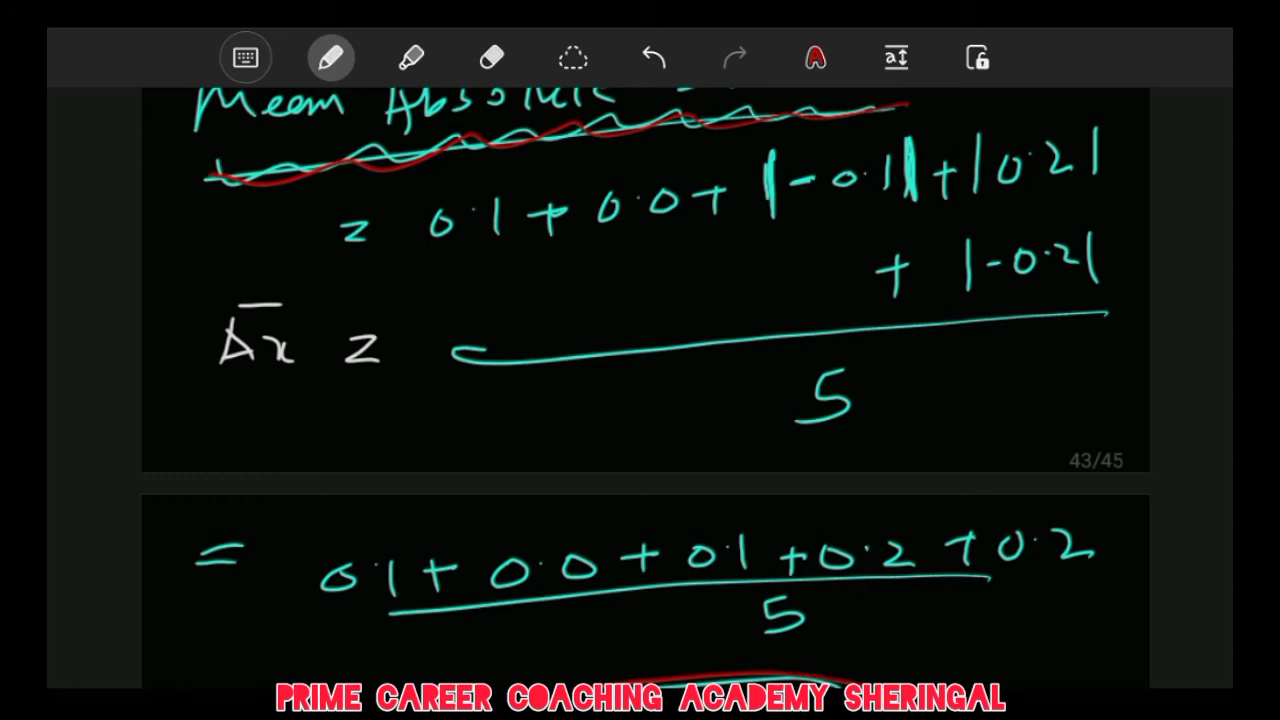 Mean Absolute
= 0.1 + 0.0 + |-0.1| + |0.2|
+ |-0.2|
Δx̅ =
5
43/45
= 0.1 + 0.0 + 0.1 + 0.2 + 0.2
5
PRIME CAREER COACHING ACADEMY SHERINGAL